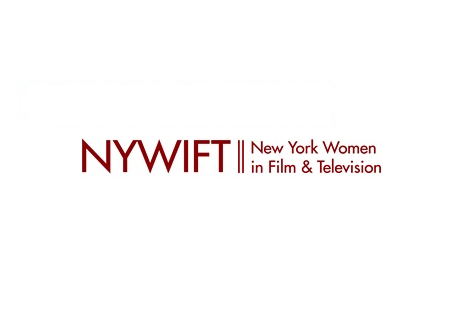 NYWIFT || New York Women
in Film & Television